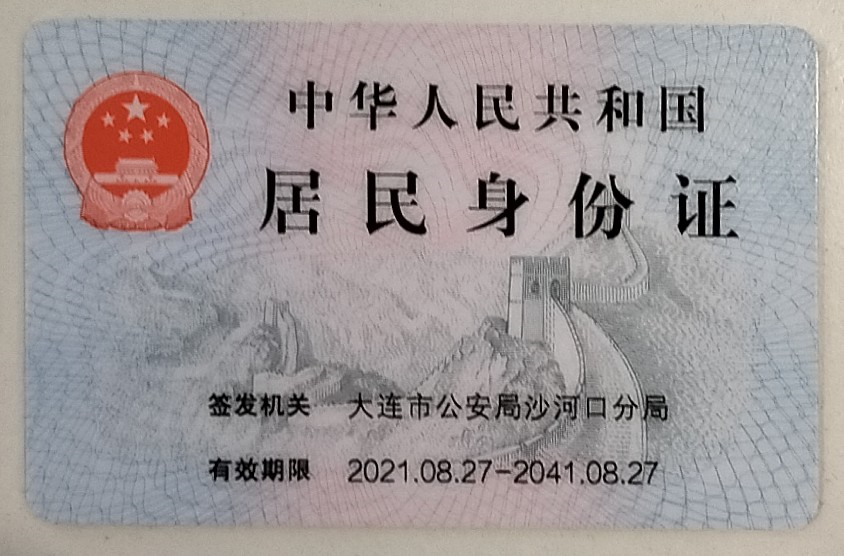 中华人民共和国
居民身份证
签发机关 大连市公安局沙河口分局
有效期限 2021.08.27-2041.08.27